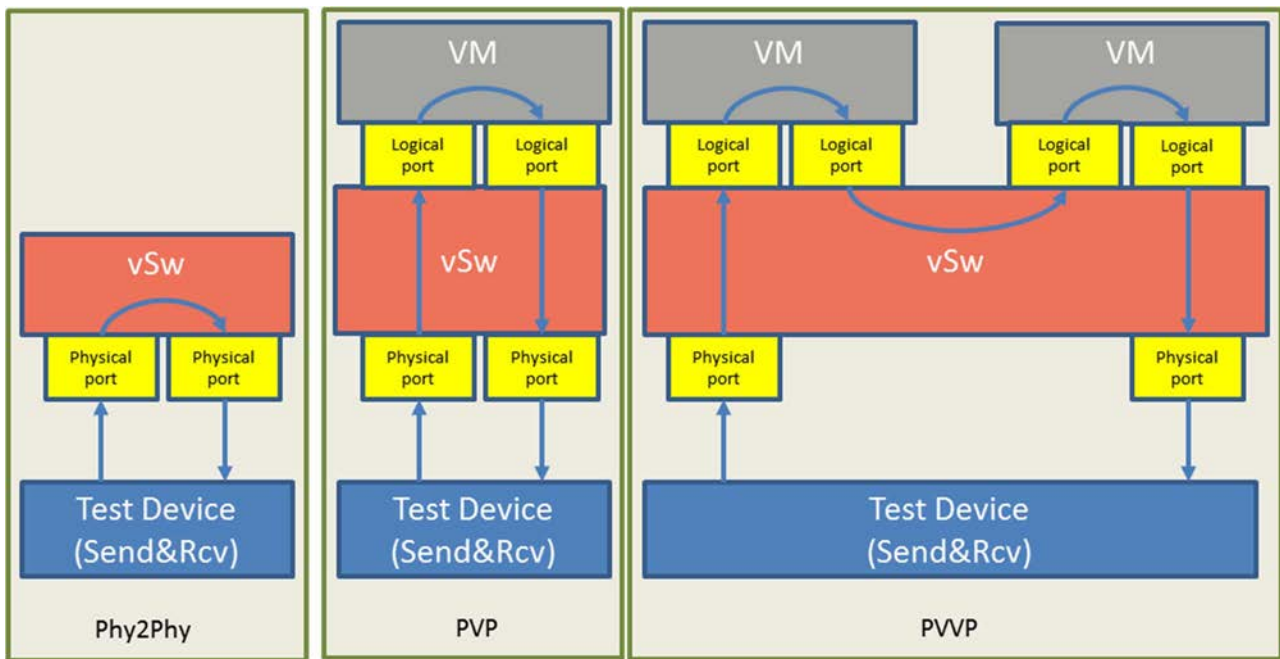 vSw
Physical
port
Physical
port
Test Device
(Send&Rcv)
Phy2Phy
VM
Logical
port
Logical
port
vSw
Physical
port
Physical
port
Test Device
(Send&Rcv)
PVP
VM
VM
Logical
port
Logical
port
Logical
port
Logical
port
vSw
Physical
port
Physical
port
Test Device
(Send&Rcv)
PVVP